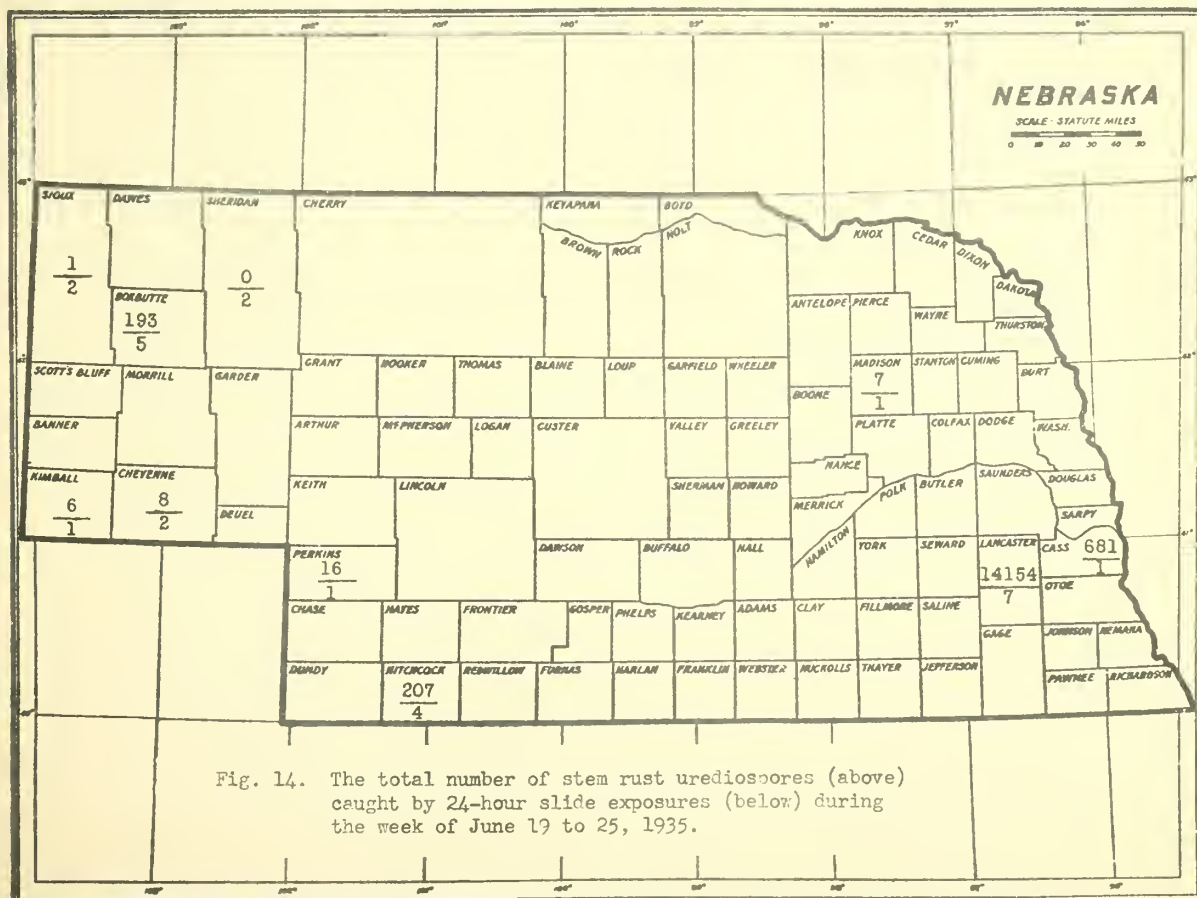 NEBRASKA
SCALE - STATUTE MILES
0 10 20 30 40 50
SIOUX DAWES SHERIDAN CHERRY KEYAPAHA BOYD
BROWN ROCK HOLT KNOX CEDAR DIXON
1
2
0
2
DAKOTA
BOXBUTTE
193
5
ANTELOPE PIERCE WAYNE THURSTON
SCOTT'S BLUFF MORRILL GARDEN GRANT HOOKER THOMAS BLAINE LOUP GARFIELD WHEELER BOONE MADISON STANTON CUMING BURT
7
1
BANNER ARTHUR McPHERSON LOGAN CUSTER VALLEY GREELEY PLATTE COLFAX DODGE WASH.
NANCE
KIMBALL CHEYENNE KEITH LINCOLN SHERMAN HOWARD MERRICK POLK BUTLER SAUNDERS DOUGLAS
6
1
8
2
DEUEL SARPY
HAMILTON
PERKINS DAWSON BUFFALO HALL YORK SEWARD LANCASTER CASS
16
1
681
1
14154
7
OTOE
CHASE HAYES FRONTIER GOSPER PHELPS KEARNEY ADAMS CLAY FILLMORE SALINE GAGE JOHNSON NEMAHA
DUNDY HITCHCOCK REDWILLOW FURNAS HARLAN FRANKLIN WEBSTER NUCKOLLS THAYER JEFFERSON PAWNEE RICHARDSON
207
4
Fig. 14. The total number of stem rust urediospores (above)
caught by 24-hour slide exposures (below) during
the week of June 19 to 25, 1935.